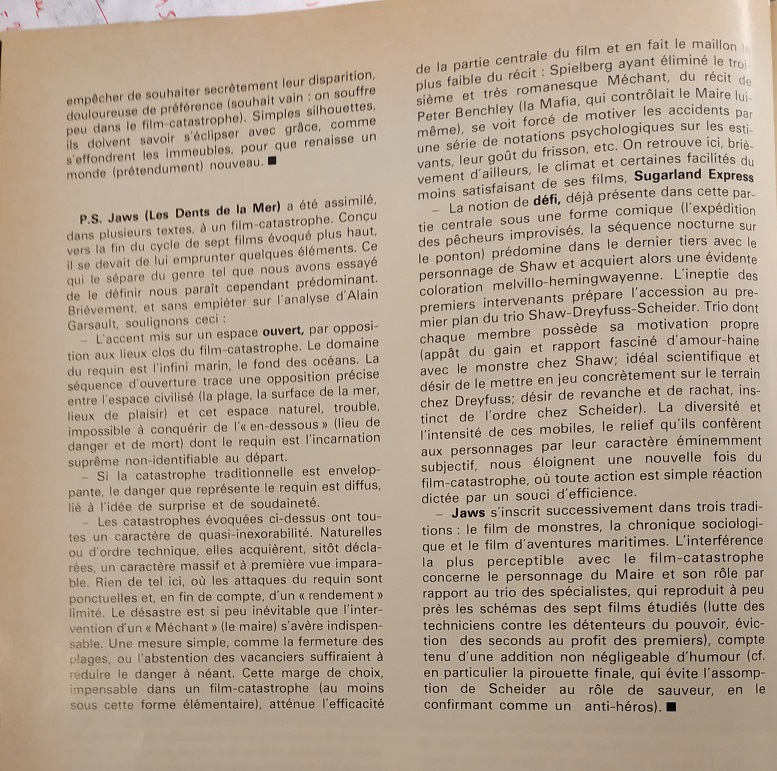 empêcher de souhaiter secrètement leur disparition,
douloureuse de préférence (souhait vain : on souffre
peu dans le film-catastrophe). Simples silhouettes,
ils doivent savoir s'éclipser avec grâce, comme
s'effondrent les immeubles, pour que renaisse un
monde (prétendument) nouveau. ■
P.S. Jaws (Les Dents de la Mer) a été assimilé,
dans plusieurs textes, à un film-catastrophe. Conçu
vers la fin du cycle de sept films évoqué plus haut,
il se devait de lui emprunter quelques éléments. Ce
qui le sépare du genre tel que nous avons essayé
de le définir nous paraît cependant prédominant.
Brièvement, et sans empiéter sur l'analyse d'Alain
Garsault, soulignons ceci :
– L'accent mis sur un espace ouvert, par opposi-
tion aux lieux clos du film-catastrophe. Le domaine
du requin est l'infini marin, le fond des océans. La
séquence d'ouverture trace une opposition précise
entre l'espace civilisé (la plage, la surface de la mer,
lieux de plaisir) et cet espace naturel, trouble,
impossible à conquérir de l'« en-dessous » (lieu de
danger et de mort) dont le requin est l'incarnation
suprême non-identifiable au départ.
– Si la catastrophe traditionnelle est envelop-
pante, le danger que représente le requin est diffus,
lié à l'idée de surprise et de soudaineté.
– Les catastrophes évoquées ci-dessus ont tou-
tes un caractère de quasi-inexorabilité. Naturelles
ou d'ordre technique, elles acquièrent, sitôt décla-
rées, un caractère massif et à première vue impara-
ble. Rien de tel ici, où les attaques du requin sont
ponctuelles et, en fin de compte, d'un « rendement »
limité. Le désastre est si peu inévitable que l'inter-
vention d'un « Méchant » (le maire) s'avère indispen-
sable. Une mesure simple, comme la fermeture des
plages, ou l'abstention des vacanciers suffiraient à
réduire le danger à néant. Cette marge de choix,
impensable dans un film-catastrophe (au moins
sous cette forme élémentaire), atténue l'efficacité
de la partie centrale du film et en fait le maillon le
plus faible du récit : Spielberg ayant éliminé le troi-
sième et très romanesque Méchant, du récit de
Peter Benchley (la Mafia, qui contrôlait le Maire lui-
même), se voit forcé de motiver les accidents par
une série de notations psychologiques sur les esti-
vants, leur goût du frisson, etc. On retrouve ici, briè-
vement d'ailleurs, le climat et certaines facilités du
moins satisfaisant de ses films, Sugarland Express
– La notion de défi, déjà présente dans cette par-
tie centrale sous une forme comique (l'expédition
des pêcheurs improvisés, la séquence nocturne sur
le ponton) prédomine dans le dernier tiers avec le
personnage de Shaw et acquiert alors une évidente
coloration melvillo-hemingwayenne. L'ineptie des
premiers intervenants prépare l'accession au pre-
mier plan du trio Shaw-Dreyfuss-Scheider. Trio dont
chaque membre possède sa motivation propre
(appât du gain et rapport fasciné d'amour-haine
avec le monstre chez Shaw; idéal scientifique et
désir de le mettre en jeu concrètement sur le terrain
chez Dreyfuss; désir de revanche et de rachat, ins-
tinct de l'ordre chez Scheider). La diversité et
l'intensité de ces mobiles, le relief qu'ils confèrent
aux personnages par leur caractère éminemment
subjectif, nous éloignent une nouvelle fois du
film-catastrophe, où toute action est simple réaction
dictée par un souci d'efficience.
– Jaws s'inscrit successivement dans trois tradi-
tions : le film de monstres, la chronique sociologi-
que et le film d'aventures maritimes. L'interférence
la plus perceptible avec le film-catastrophe
concerne le personnage du Maire et son rôle par
rapport au trio des spécialistes, qui reproduit à peu
près les schémas des sept films étudiés (lutte des
techniciens contre les détenteurs du pouvoir, évic-
tion des seconds au profit des premiers), compte
tenu d'une addition non négligeable d'humour (cf.
en particulier la pirouette finale, qui évite l'assomp-
tion de Scheider au rôle de sauveur, en le
confirmant comme un anti-héros). ■